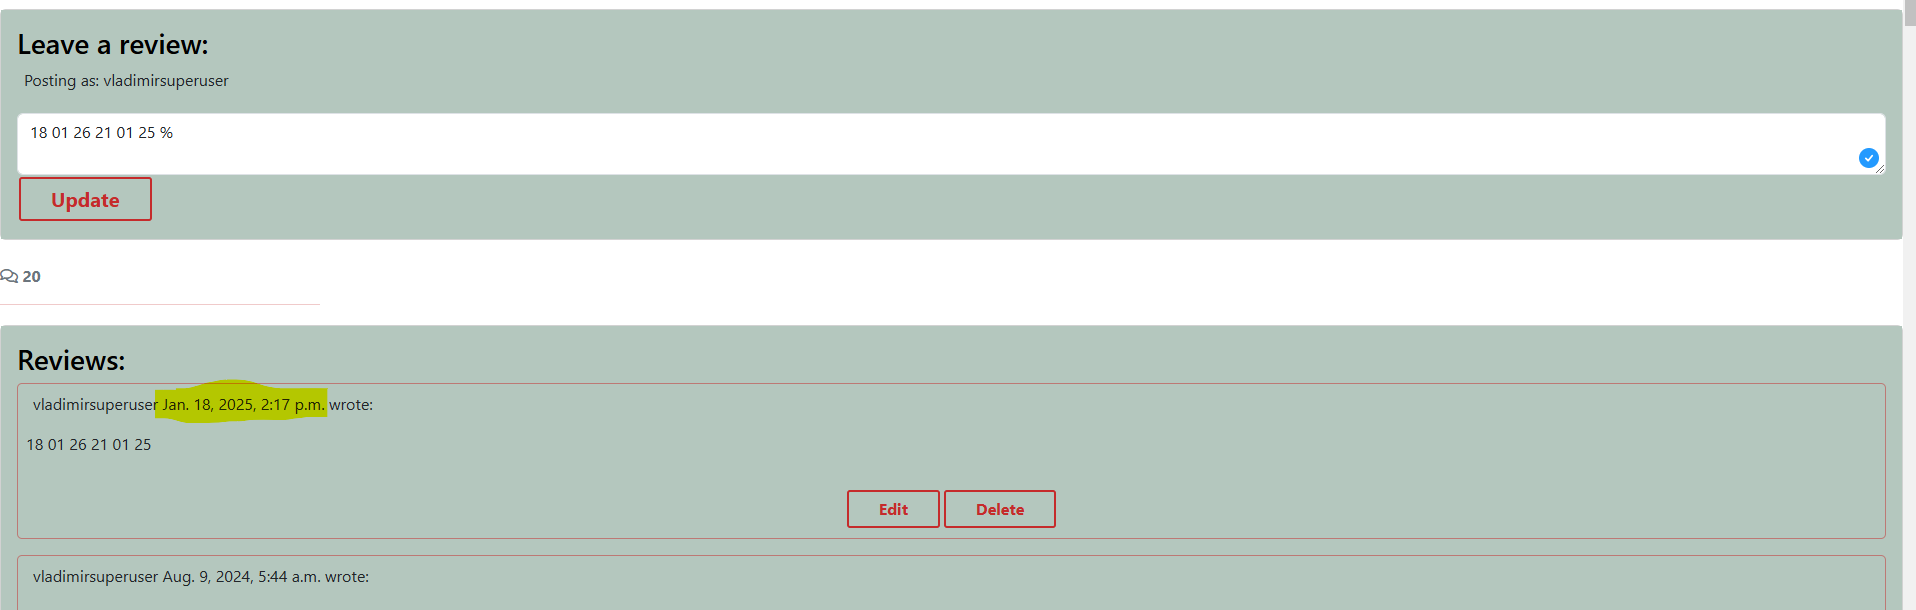 Leave a review:
Posting as: vladimirsuperuser
18 01 26 21 01 25 %
Update
20
Reviews:
vladimirsuperuser Jan. 18, 2025, 2:17 p.m. wrote:
18 01 26 21 01 25
Edit Delete
vladimirsuperuser Aug. 9, 2024, 5:44 a.m. wrote: